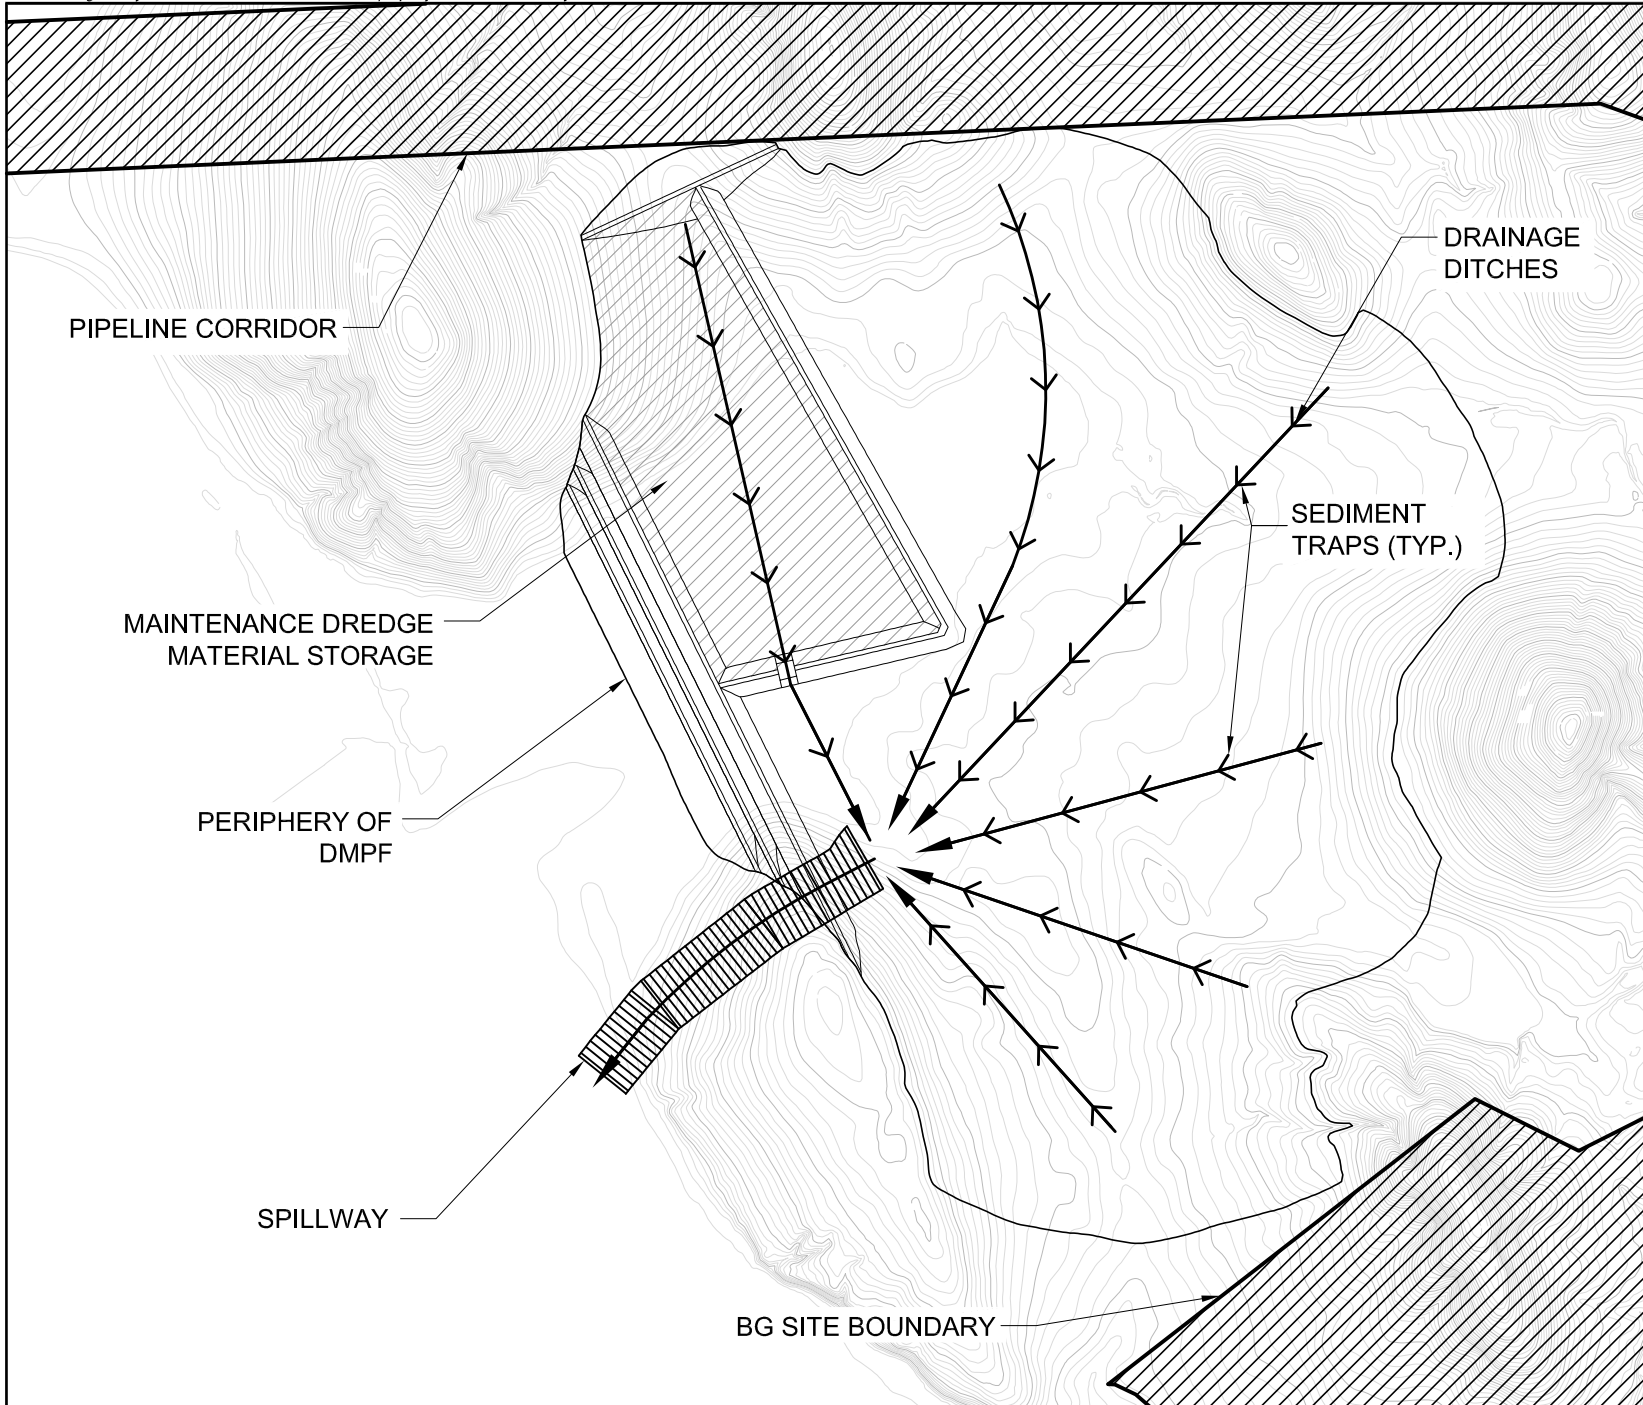 DRAINAGE
DITCHES
PIPELINE CORRIDOR
SEDIMENT
TRAPS (TYP.)
MAINTENANCE DREDGE
MATERIAL STORAGE
PERIPHERY OF
DMPF
SPILLWAY
BG SITE BOUNDARY